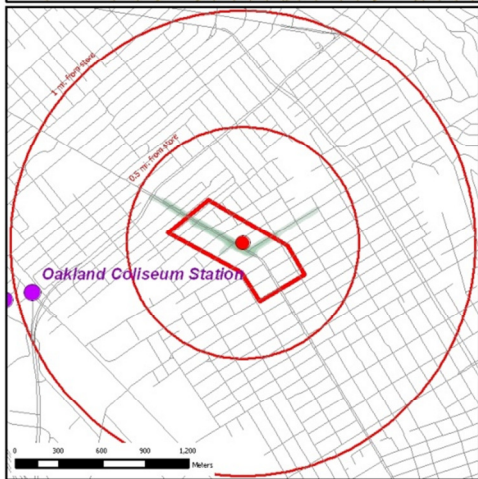 1 mi. from store
0.5 mi. from store
Oakland Coliseum Station
0 300 600 900 1,200
Meters